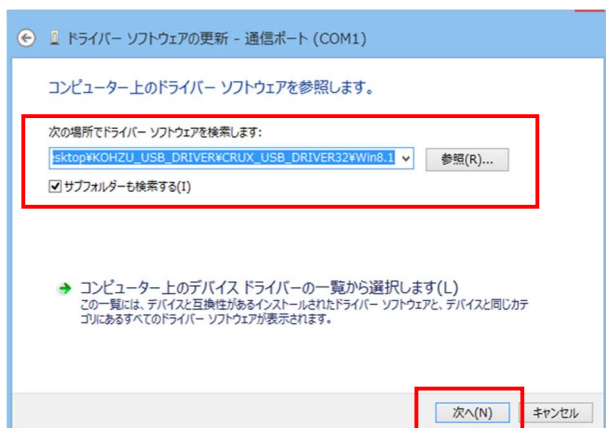 ドライバー ソフトウェアの更新 - 通信ポート (COM1)
コンピューター上のドライバー ソフトウェアを参照します。
次の場所でドライバー ソフトウェアを検索します:
esktop¥KOHZU_USB_DRIVER¥CRUX_USB_DRIVER32¥Win8.1
参照(R)...
サブフォルダーも検索する(I)
コンピューター上のデバイス ドライバーの一覧から選択します(L)
この一覧には、デバイスと互換性があるインストールされたドライバー ソフトウェアと、デバイスと同じカテ
ゴリにあるすべてのドライバー ソフトウェアが表示されます。
次へ(N)
キャンセル